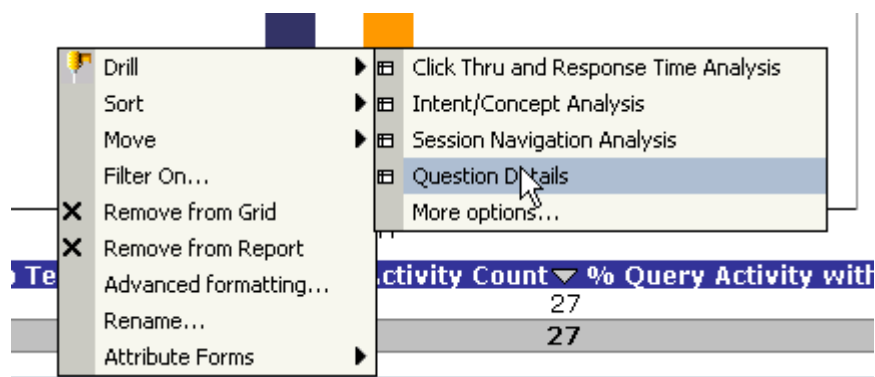 Drill
Sort
Move
Filter On...
Remove from Grid
Remove from Report
Advanced formatting...
Rename...
Attribute Forms
Click Thru and Response Time Analysis
Intent/Concept Analysis
Session Navigation Analysis
Question Details
More options...
Te ctivity Count % Query Activity with
27
27